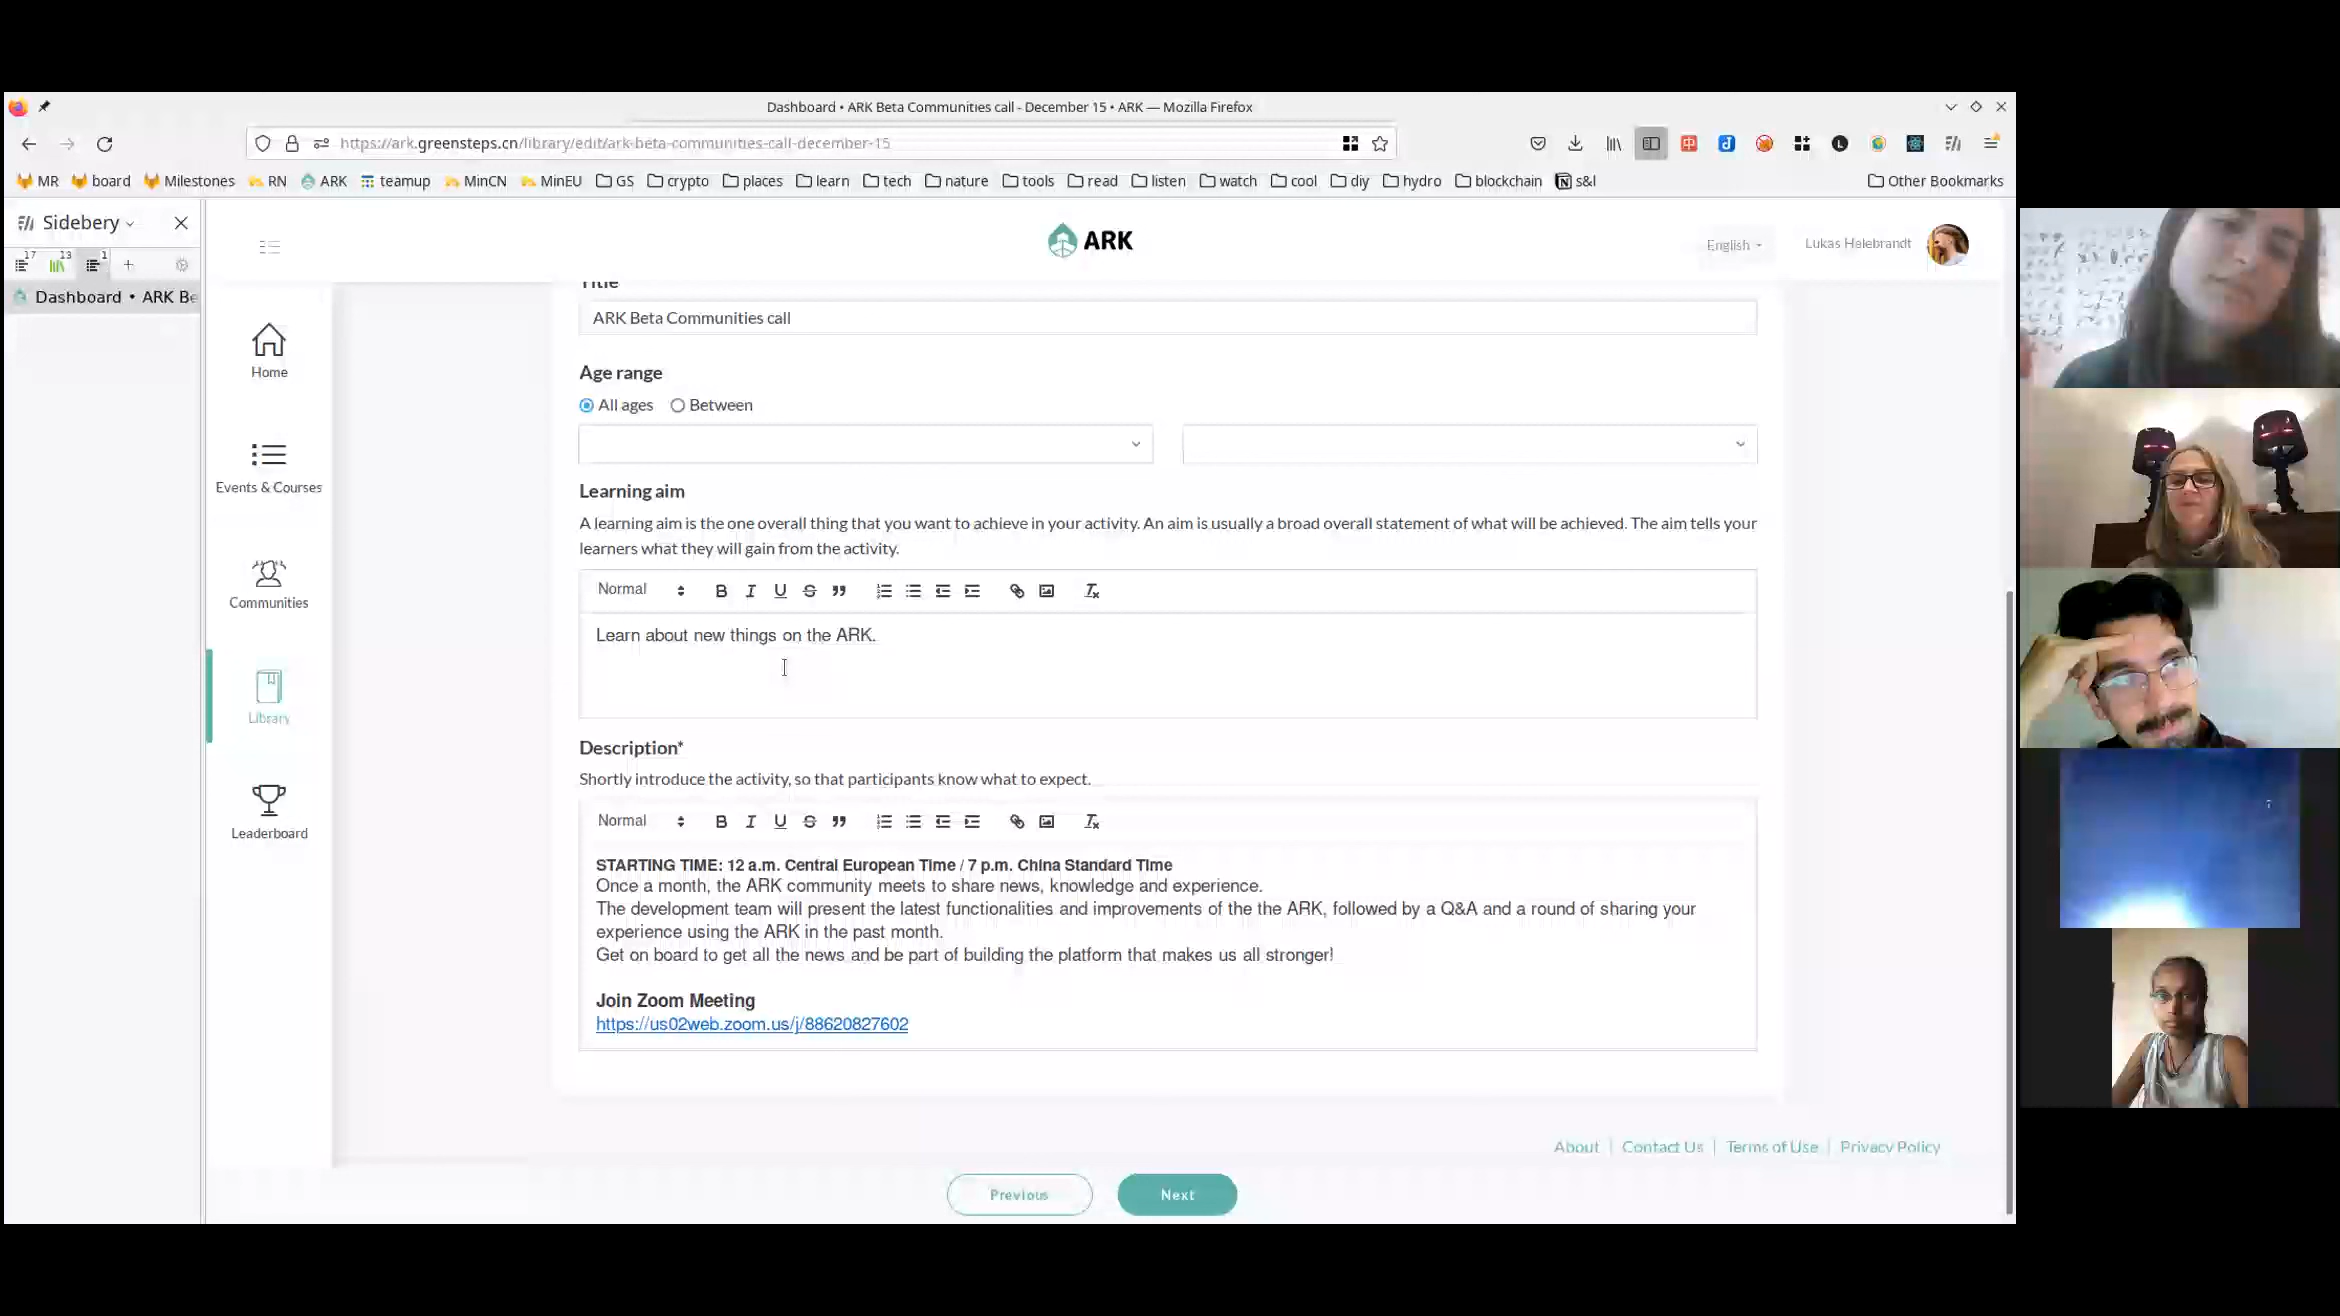 Dashboard • ARK Beta Communities call - December 15 • ARK — Mozilla Firefox
https://ark.greensteps.cn/library/edit/ark-beta-communities-call-december-15
MR board Milestones RN ARK teamup MinCN MinEU GS crypto places learn tech nature tools read listen watch cool diy hydro blockchain s&l Other Bookmarks
Sidebery
17 13 1
Dashboard • ARK Be
ARK
English
Lukas Helebrandt
Home
Events & Courses
Communities
Library
Leaderboard
Title
ARK Beta Communities call
Age range
All ages Between
Learning aim
A learning aim is the one overall thing that you want to achieve in your activity. An aim is usually a broad overall statement of what will be achieved. The aim tells your
learners what they will gain from the activity.
Normal
Learn about new things on the ARK.
Description*
Shortly introduce the activity, so that participants know what to expect.
Normal
STARTING TIME: 12 a.m. Central European Time / 7 p.m. China Standard Time
Once a month, the ARK community meets to share news, knowledge and experience.
The development team will present the latest functionalities and improvements of the the ARK, followed by a Q&A and a round of sharing your
experience using the ARK in the past month.
Get on board to get all the news and be part of building the platform that makes us all stronger!
Join Zoom Meeting
https://us02web.zoom.us/j/88620827602
About | Contact Us | Terms of Use | Privacy Policy
Previous
Next